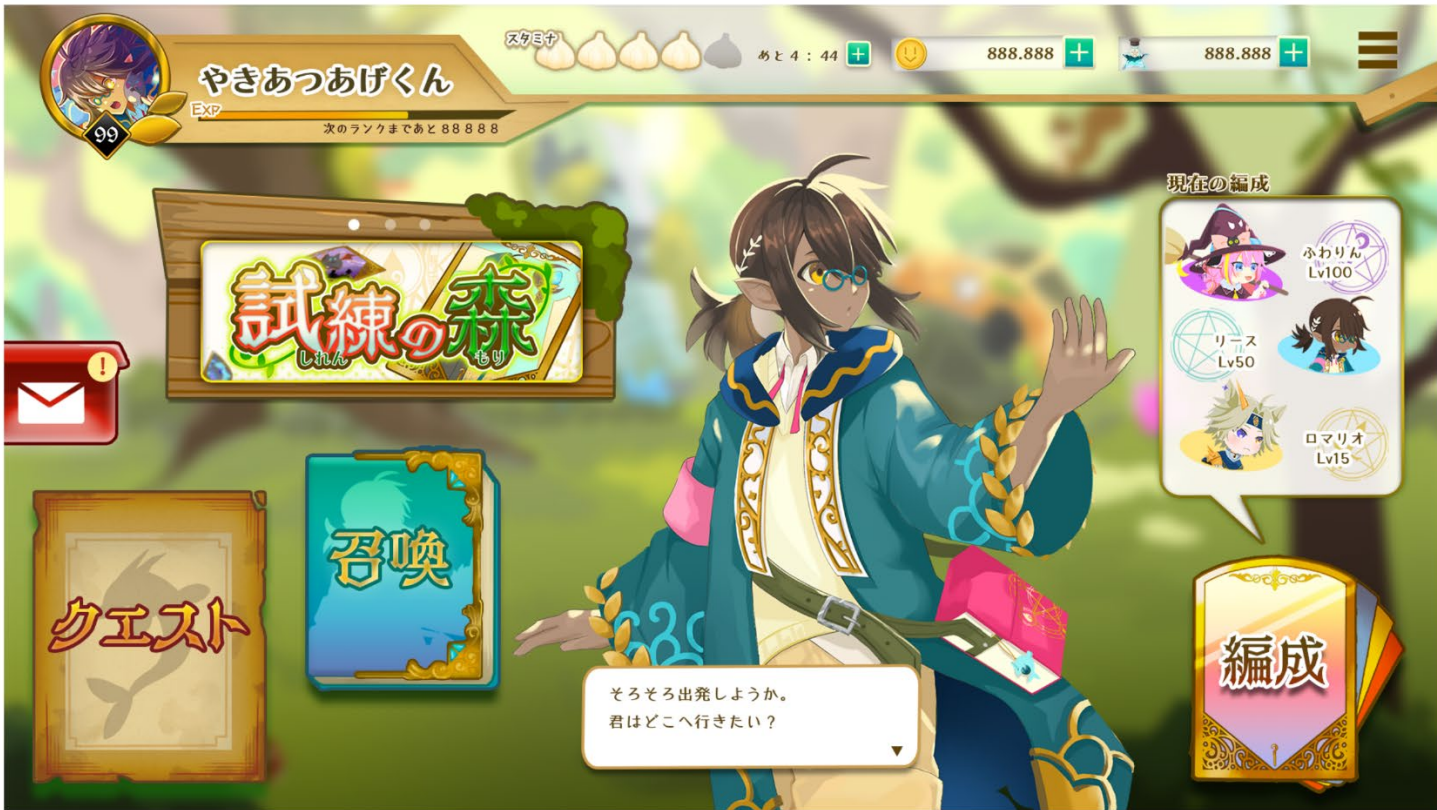 やきあつあげくん
99
Exp
次のランクまであと88888
スタミナ
あと4：44
888.888
888.888
現在の編成
ふわりん
Lv100
リース
Lv50
ロマリオ
Lv15
試練の森
しれん もり
!
クエスト
召喚
編成
そろそろ出発しようか。
君はどこへ行きたい？